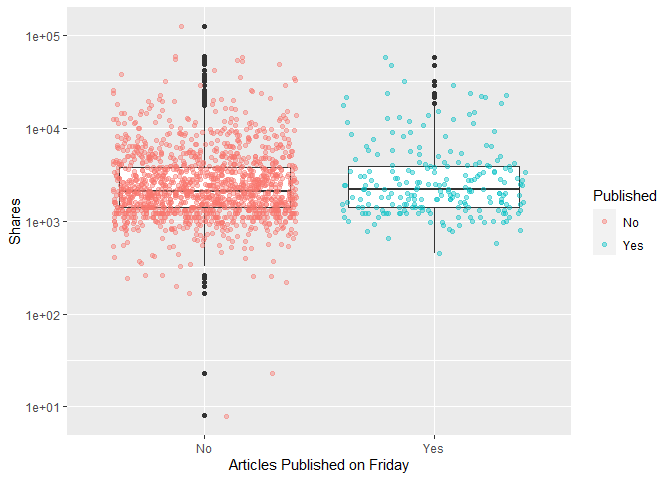 Shares
1e+05
1e+04
1e+03
1e+02
1e+01
No
Yes
Articles Published on Friday
Published
No
Yes